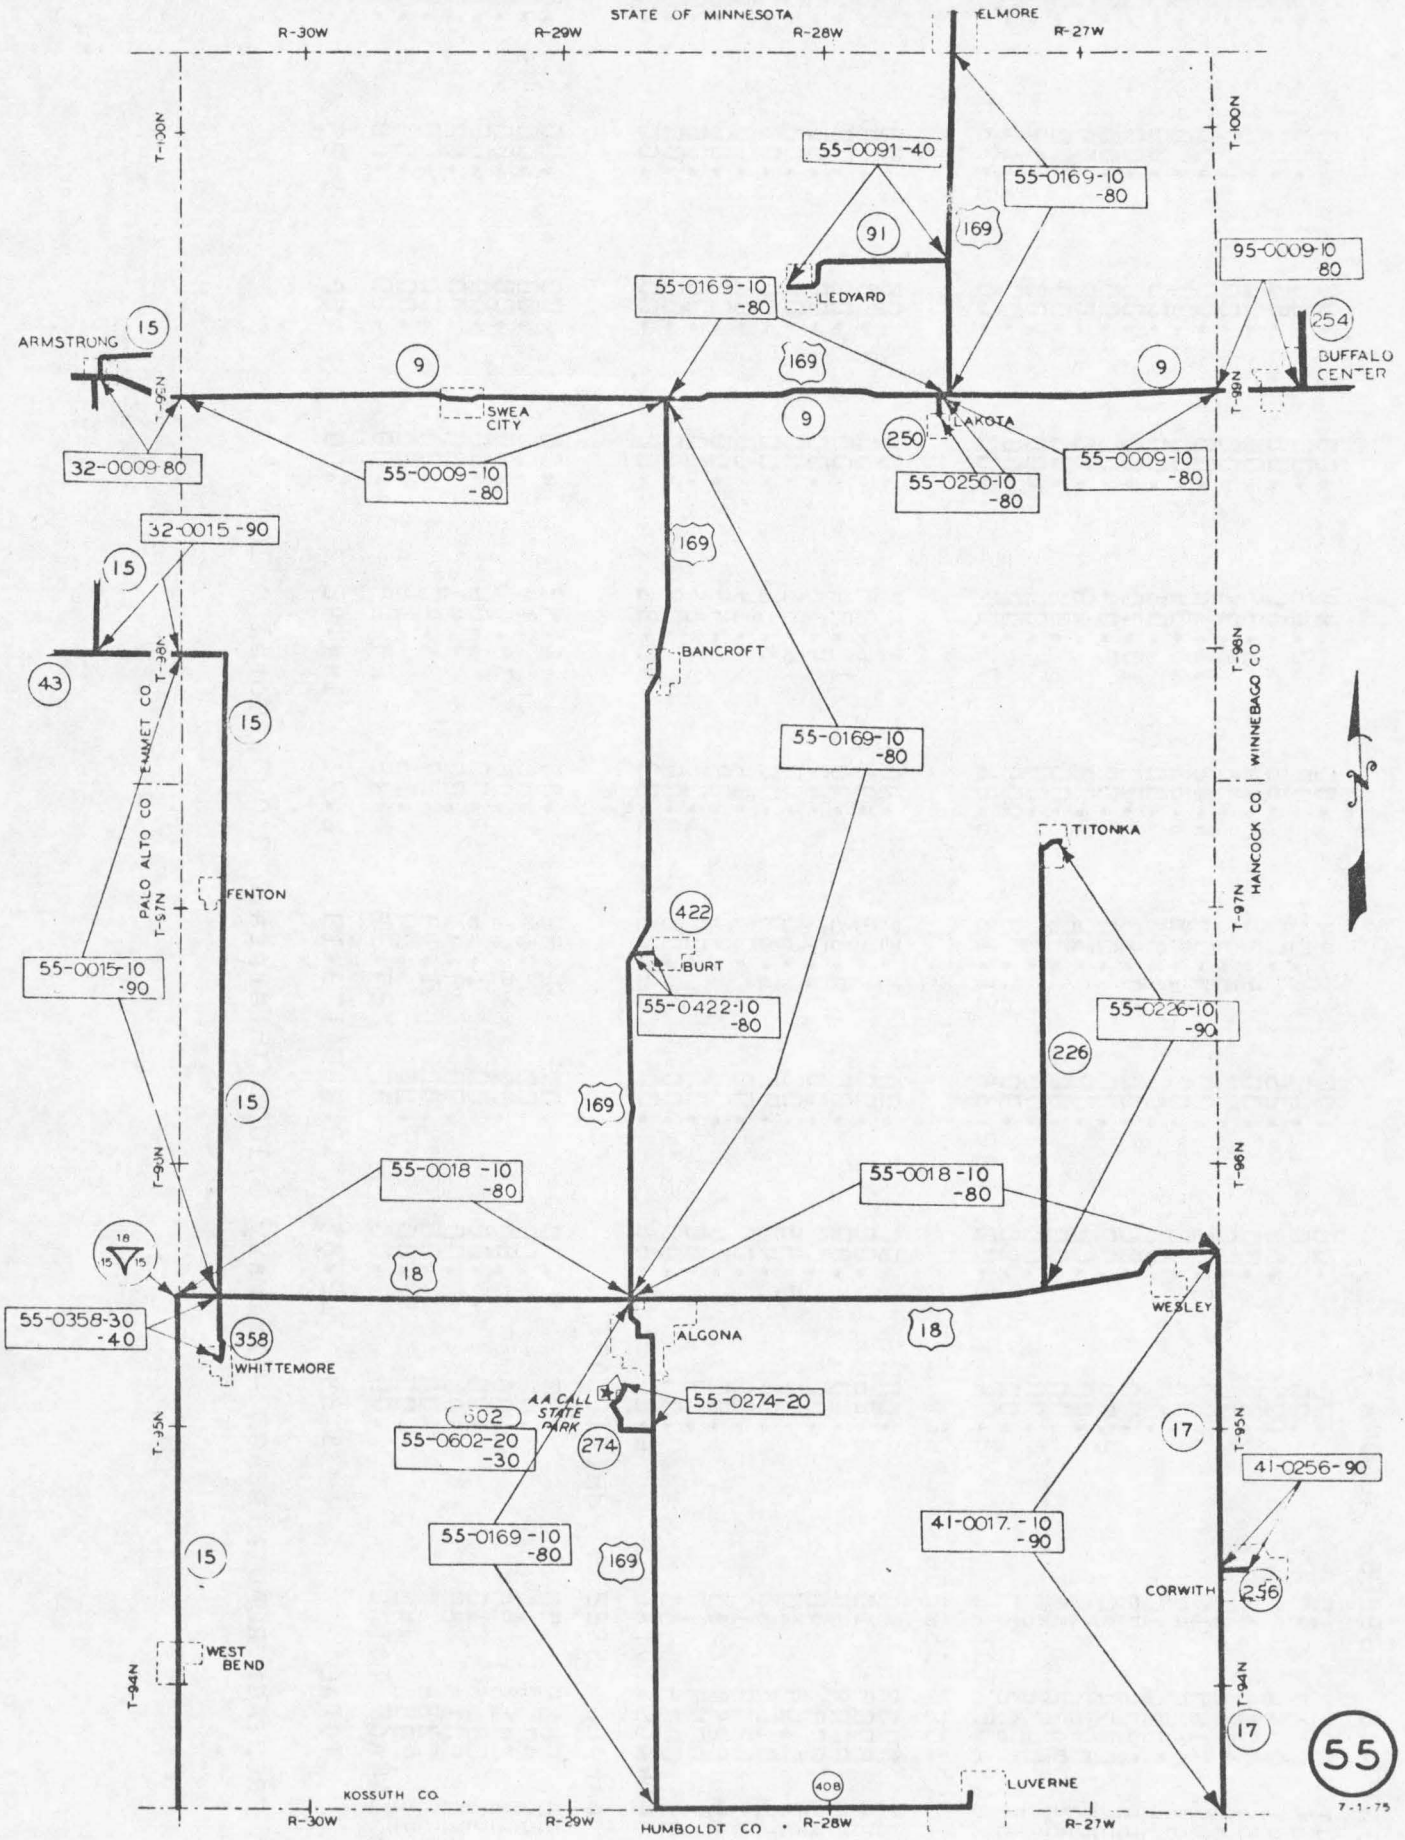 STATE OF MINNESOTA
ELMORE
R-30W
R-29W
R-28W
R-27W
T-100N
T-100N
55-0091-40
55-0169-10
-80
91
169
95-0009-10
80
55-0169-10
-80
LEDYARD
15
254
ARMSTRONG
BUFFALO
CENTER
9
169
9
T-99N
T-99N
SWEA
CITY
9
250
LAKOTA
32-0009-80
55-0009-10
-80
55-0250-10
-80
55-0009-10
-80
32-0015-90
169
15
T-98N
T-98N
BANCROFT
43
15
EMMET CO
WINNEBAGO CO
55-0169-10
-80
PALO ALTO CO
HANCOCK CO
TITONKA
FENTON
T-97N
T-97N
422
55-0015-10
-90
BURT
55-0422-10
-80
55-0226-10
-90
226
15
169
T-96N
T-96N
55-0018-10
-80
55-0018-10
-80
18
15 15
18
WESLEY
55-0358-30
-40
358
WHITTEMORE
ALGONA
18
A.A CALL
STATE
PARK
55-0274-20
602
55-0602-20
-30
274
T-95N
T-95N
17
41-0256-90
55-0169-10
-80
169
41-0017.-10
-90
15
CORWITH
256
WEST
BEND
T-94N
T-94N
17
55
408
LUVERNE
KOSSUTH CO
7-1-75
R-30W
R-29W
HUMBOLDT CO
R-28W
R-27W